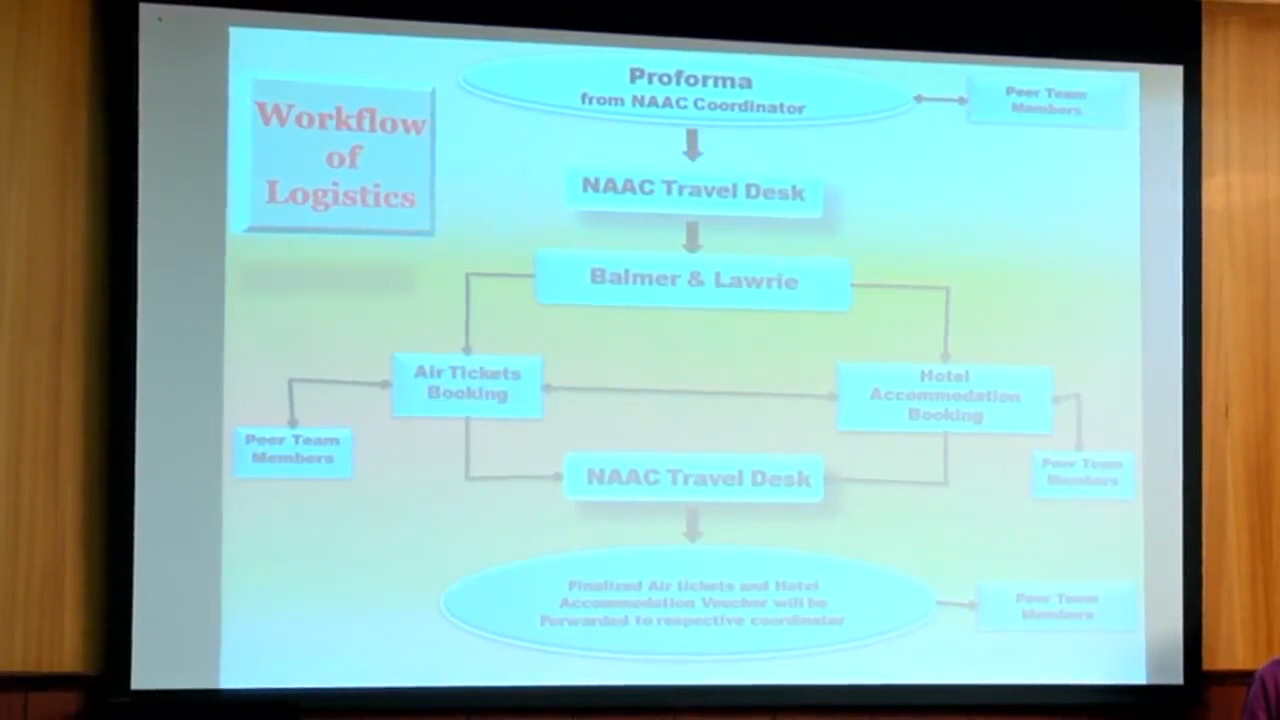 Proforma
from NAAC Coordinator
Peer Team
Members
Workflow
of
Logistics
NAAC Travel Desk
Balmer & Lawrie
Air Tickets
Booking
Hotel
Accommodation
Booking
Peer Team
Members
NAAC Travel Desk
Peer Team
Members
Finalized Air tickets and Hotel
Accommodation Voucher will be
Forwarded to respective coordinator
Peer Team
Members